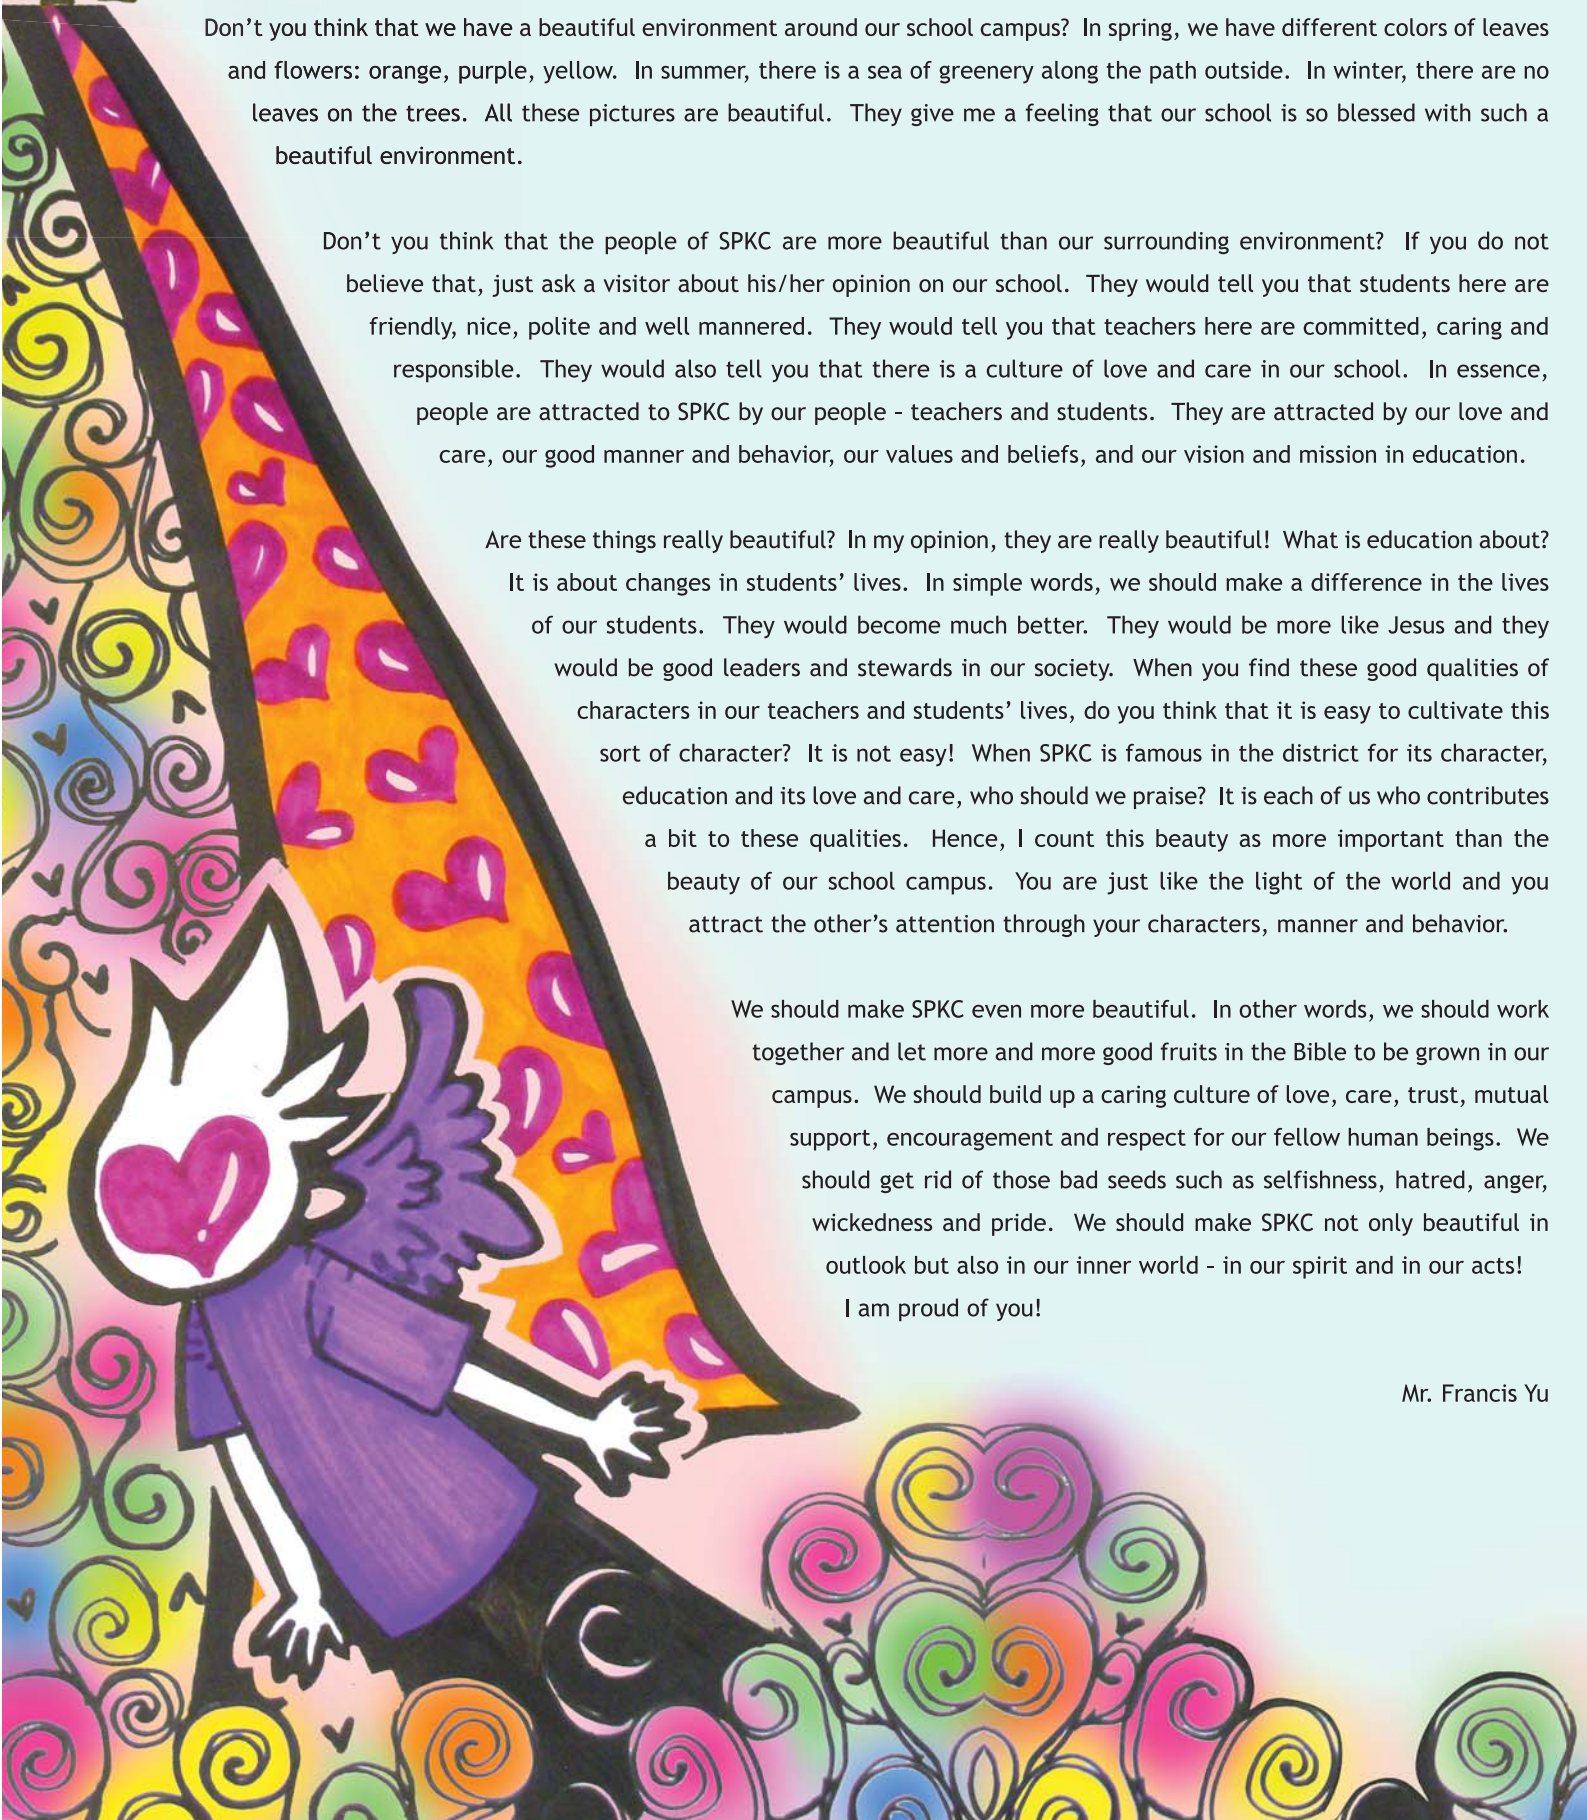 Don't you think that we have a beautiful environment around our school campus? In spring, we have different colors of leaves
and flowers: orange, purple, yellow. In summer, there is a sea of greenery along the path outside. In winter, there are no
leaves on the trees. All these pictures are beautiful. They give me a feeling that our school is so blessed with such a
beautiful environment.
Don't you think that the people of SPKC are more beautiful than our surrounding environment? If you do not
believe that, just ask a visitor about his/her opinion on our school. They would tell you that students here are
friendly, nice, polite and well mannered. They would tell you that teachers here are committed, caring and
responsible. They would also tell you that there is a culture of love and care in our school. In essence,
people are attracted to SPKC by our people – teachers and students. They are attracted by our love and
care, our good manner and behavior, our values and beliefs, and our vision and mission in education.
Are these things really beautiful? In my opinion, they are really beautiful! What is education about?
It is about changes in students' lives. In simple words, we should make a difference in the lives
of our students. They would become much better. They would be more like Jesus and they
would be good leaders and stewards in our society. When you find these good qualities of
characters in our teachers and students' lives, do you think that it is easy to cultivate this
sort of character? It is not easy! When SPKC is famous in the district for its character,
education and its love and care, who should we praise? It is each of us who contributes
a bit to these qualities. Hence, I count this beauty as more important than the
beauty of our school campus. You are just like the light of the world and you
attract the other's attention through your characters, manner and behavior.
We should make SPKC even more beautiful. In other words, we should work
together and let more and more good fruits in the Bible to be grown in our
campus. We should build up a caring culture of love, care, trust, mutual
support, encouragement and respect for our fellow human beings. We
should get rid of those bad seeds such as selfishness, hatred, anger,
wickedness and pride. We should make SPKC not only beautiful in
outlook but also in our inner world – in our spirit and in our acts!
I am proud of you!
Mr. Francis Yu